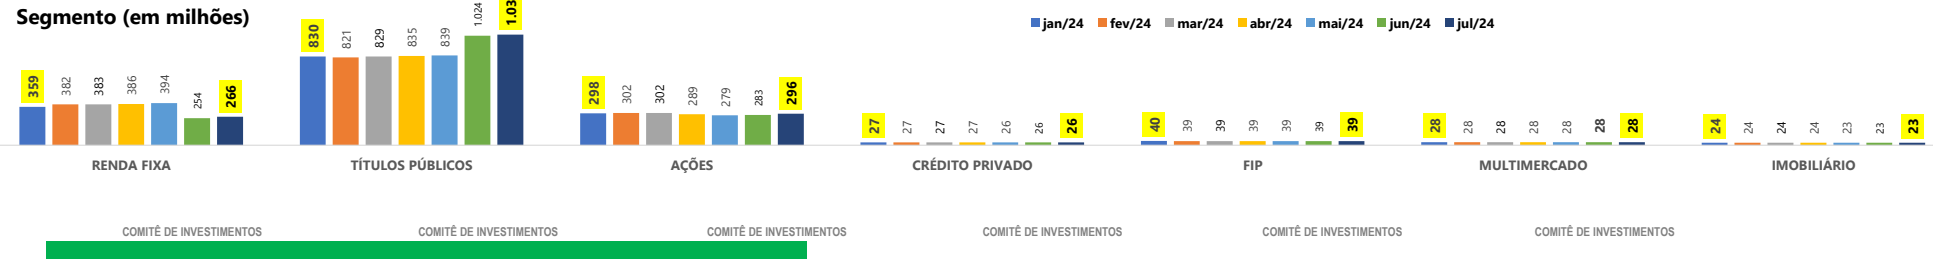 Segmento (em milhões)
jan/24 fev/24 mar/24 abr/24 mai/24 jun/24 jul/24
359 382 383 386 394 254 266
830 821 829 835 839 1.024
298 302 302 289 279 283 296
27 27 27 27 26 26 26
40 39 39 39 39 39 39
28 28 28 28 28 28 28
24 24 24 24 23 23 23
RENDA FIXA TÍTULOS PÚBLICOS AÇÕES CRÉDITO PRIVADO FIP MULTIMERCADO IMOBILIÁRIO
COMITÊ DE INVESTIMENTOS COMITÊ DE INVESTIMENTOS COMITÊ DE INVESTIMENTOS COMITÊ DE INVESTIMENTOS COMITÊ DE INVESTIMENTOS COMITÊ DE INVESTIMENTOS